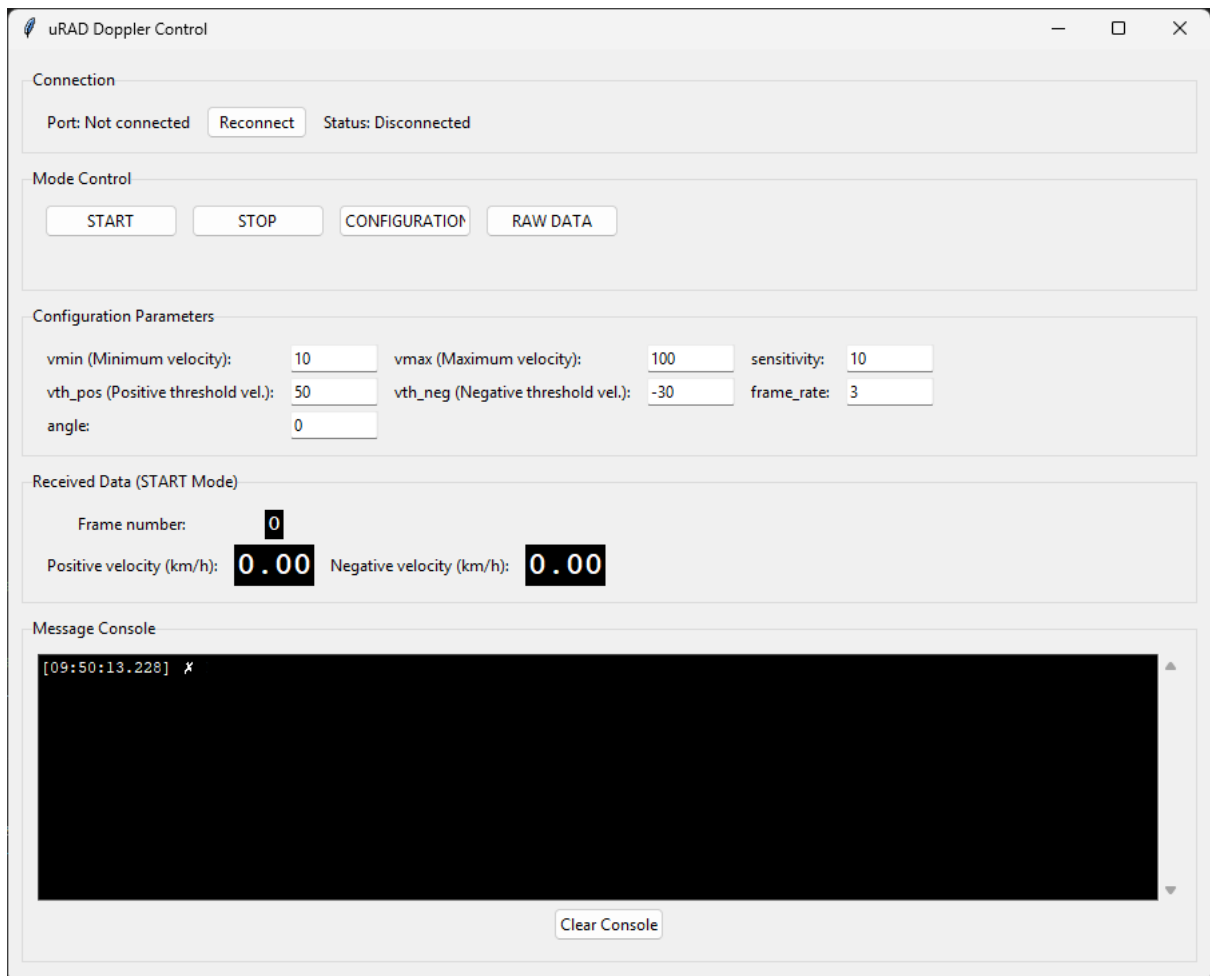 uRAD Doppler Control
Connection
Port: Not connected Reconnect Status: Disconnected
Mode Control
START STOP CONFIGURATION RAW DATA
Configuration Parameters
vmin (Minimum velocity): 10 vmax (Maximum velocity): 100 sensitivity: 10
vth_pos (Positive threshold vel.): 50 vth_neg (Negative threshold vel.): -30 frame_rate: 3
angle: 0
Received Data (START Mode)
Frame number: 0
Positive velocity (km/h): 0.00 Negative velocity (km/h): 0.00
Message Console
[09:50:13.228] ✗
Clear Console